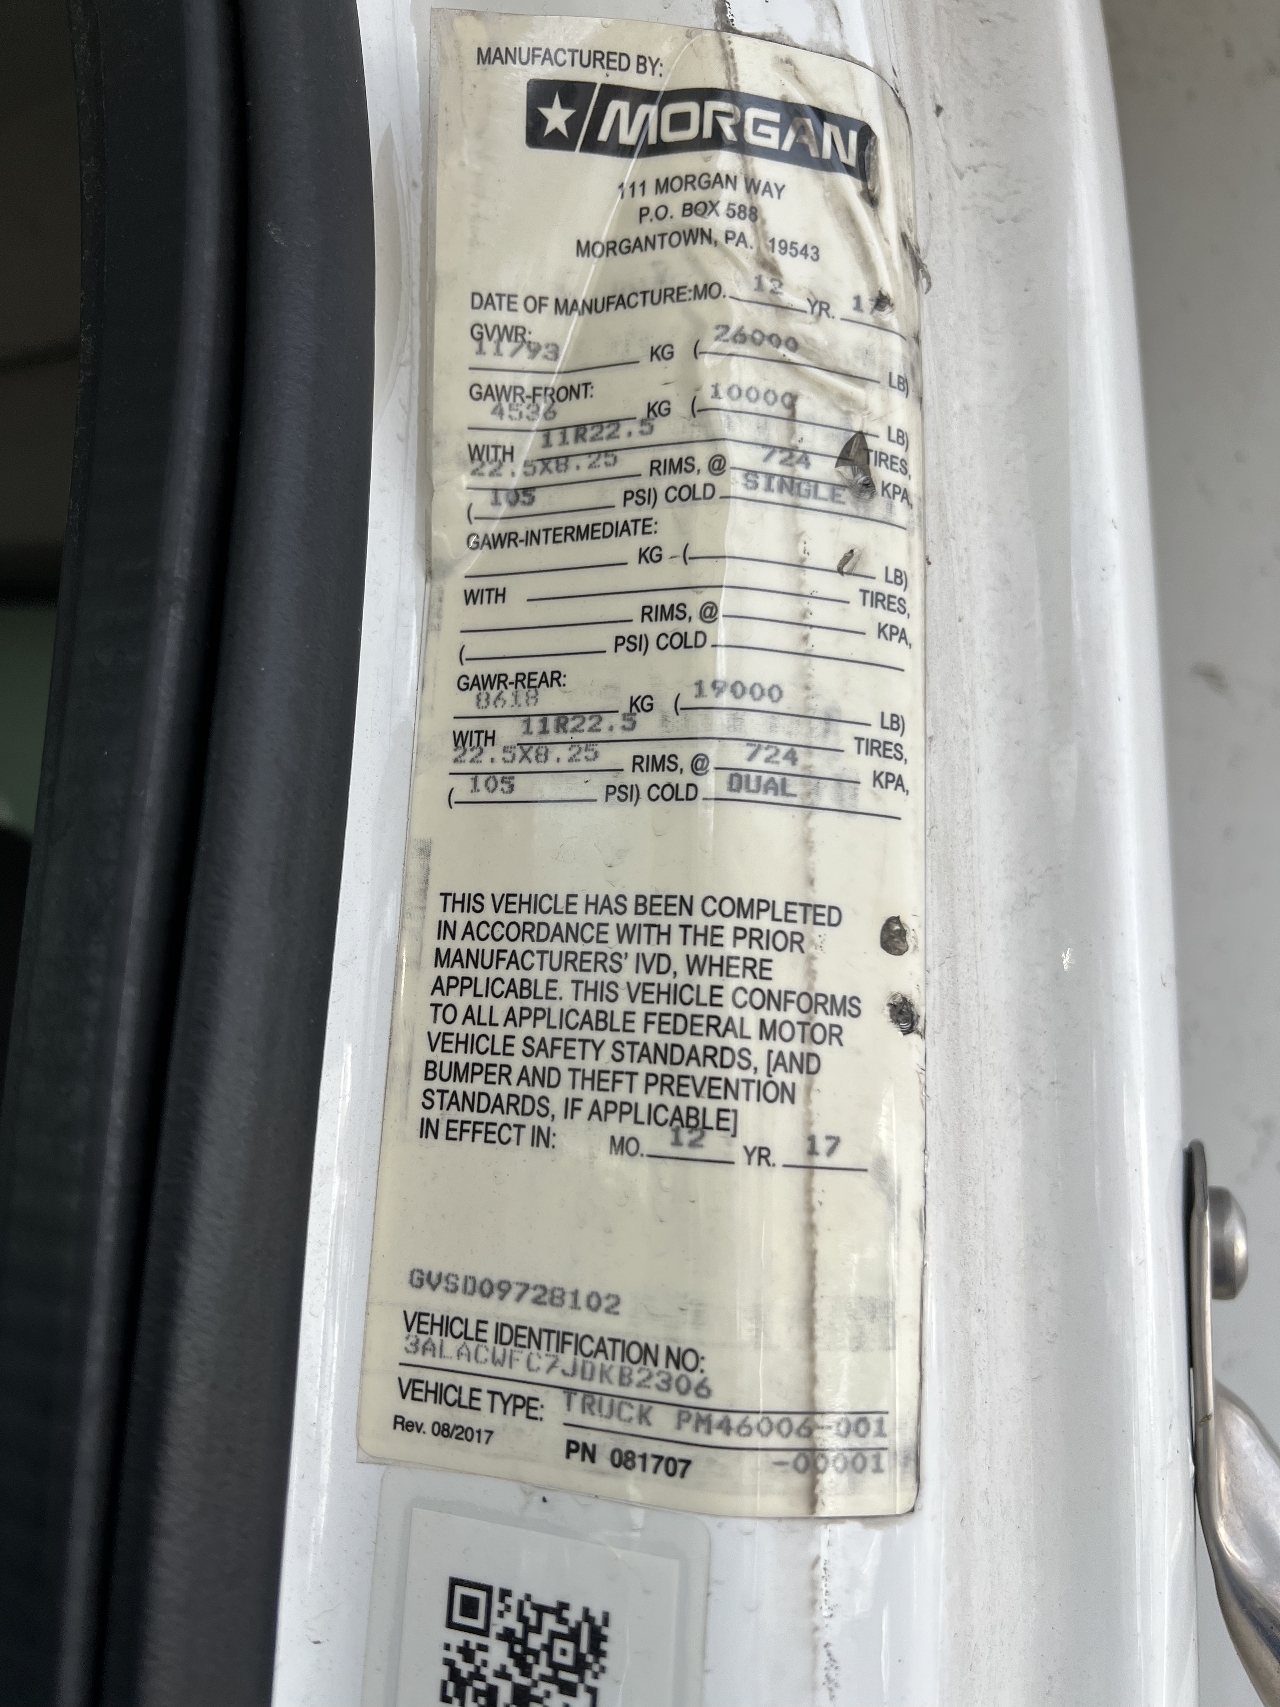 MANUFACTURED BY:
MORGAN
111 MORGAN WAY
P.O. BOX 588
MORGANTOWN, PA. 19543
DATE OF MANUFACTURE: MO. 12 YR. 17
GVWR: 11793 KG ( 26000 LB)
GAWR-FRONT: 4536 KG ( 10000 LB)
WITH 11R22.5 TIRES,
22.5X8.25 RIMS, @ 724 KPA,
( 105 PSI) COLD SINGLE
GAWR-INTERMEDIATE:
KG ( LB)
WITH TIRES,
RIMS, @ KPA,
( PSI) COLD
GAWR-REAR:
8618 KG ( 19000 LB)
WITH 11R22.5 TIRES,
22.5X8.25 RIMS, @ 724 KPA,
( 105 PSI) COLD DUAL
THIS VEHICLE HAS BEEN COMPLETED
IN ACCORDANCE WITH THE PRIOR
MANUFACTURERS' IVD, WHERE
APPLICABLE. THIS VEHICLE CONFORMS
TO ALL APPLICABLE FEDERAL MOTOR
VEHICLE SAFETY STANDARDS, [AND
BUMPER AND THEFT PREVENTION
STANDARDS, IF APPLICABLE]
IN EFFECT IN: MO. 12 YR. 17
GVSD09728102
VEHICLE IDENTIFICATION NO:
3ALACWFC7JDKB2306
VEHICLE TYPE: TRUCK PM46006-001
Rev. 08/2017 PN 081707 -00001